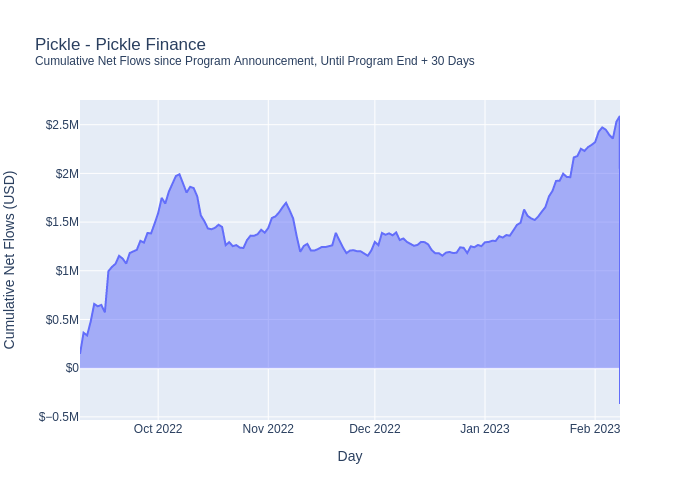 Pickle - Pickle Finance
Cumulative Net Flows since Program Announcement, Until Program End + 30 Days
Cumulative Net Flows (USD)
$2.5M
$2M
$1.5M
$1M
$0.5M
$0
$−0.5M
Oct 2022
Nov 2022
Dec 2022
Jan 2023
Feb 2023
Day